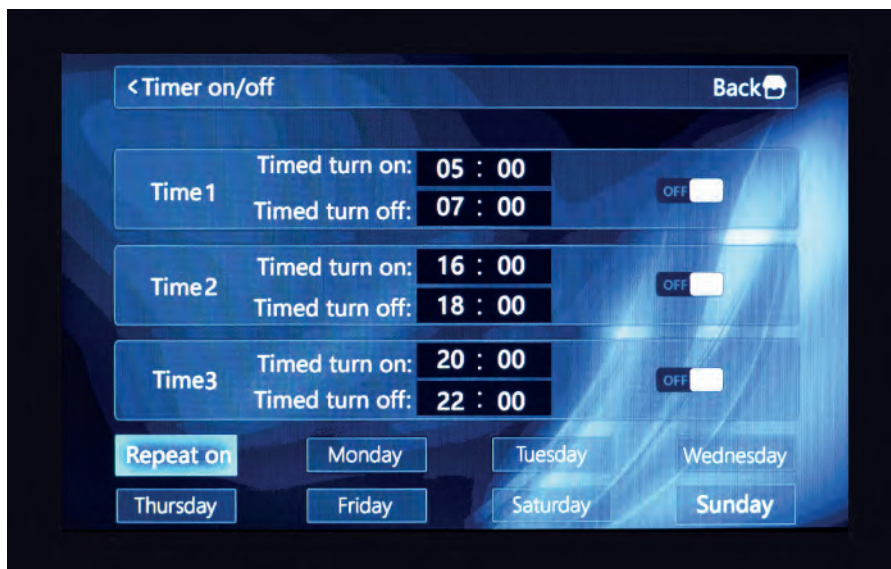 <Timer on/off Back
Time1 Timed turn on: 05 : 00 OFF
Timed turn off: 07 : 00
Time2 Timed turn on: 16 : 00 OFF
Timed turn off: 18 : 00
Time3 Timed turn on: 20 : 00 OFF
Timed turn off: 22 : 00
Repeat on Monday Tuesday Wednesday
Thursday Friday Saturday Sunday